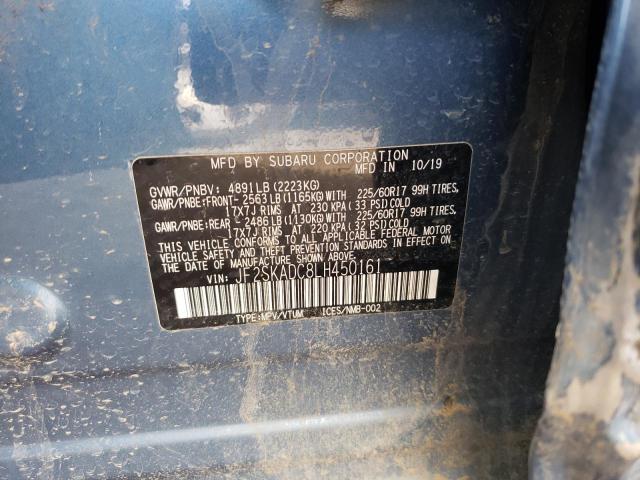 MFD BY SUBARU CORPORATION
MFD IN 10/19
GVWR/PNBV: 4891LB(2223KG)
GAWR/PNBE:FRONT- 2563LB(1165KG)WITH 225/60R17 99H TIRES,
17X7J RIMS AT 230 KPA(33 PSI)COLD
GAWR/PNBE:REAR - 2486LB(1130KG)WITH 225/60R17 99H TIRES,
17X7J RIMS AT 220 KPA(32 PSI)COLD
THIS VEHICLE CONFORMS TO ALL APPLICABLE FEDERAL MOTOR
VEHICLE SAFETY AND THEFT PREVENTION STANDARDS IN EFFECT ON
THE DATE OF MANUFACTURE SHOWN ABOVE.
VIN: JF2SKADC8LH450161
TYPE:MPV/VTUM ICES/NMB-002